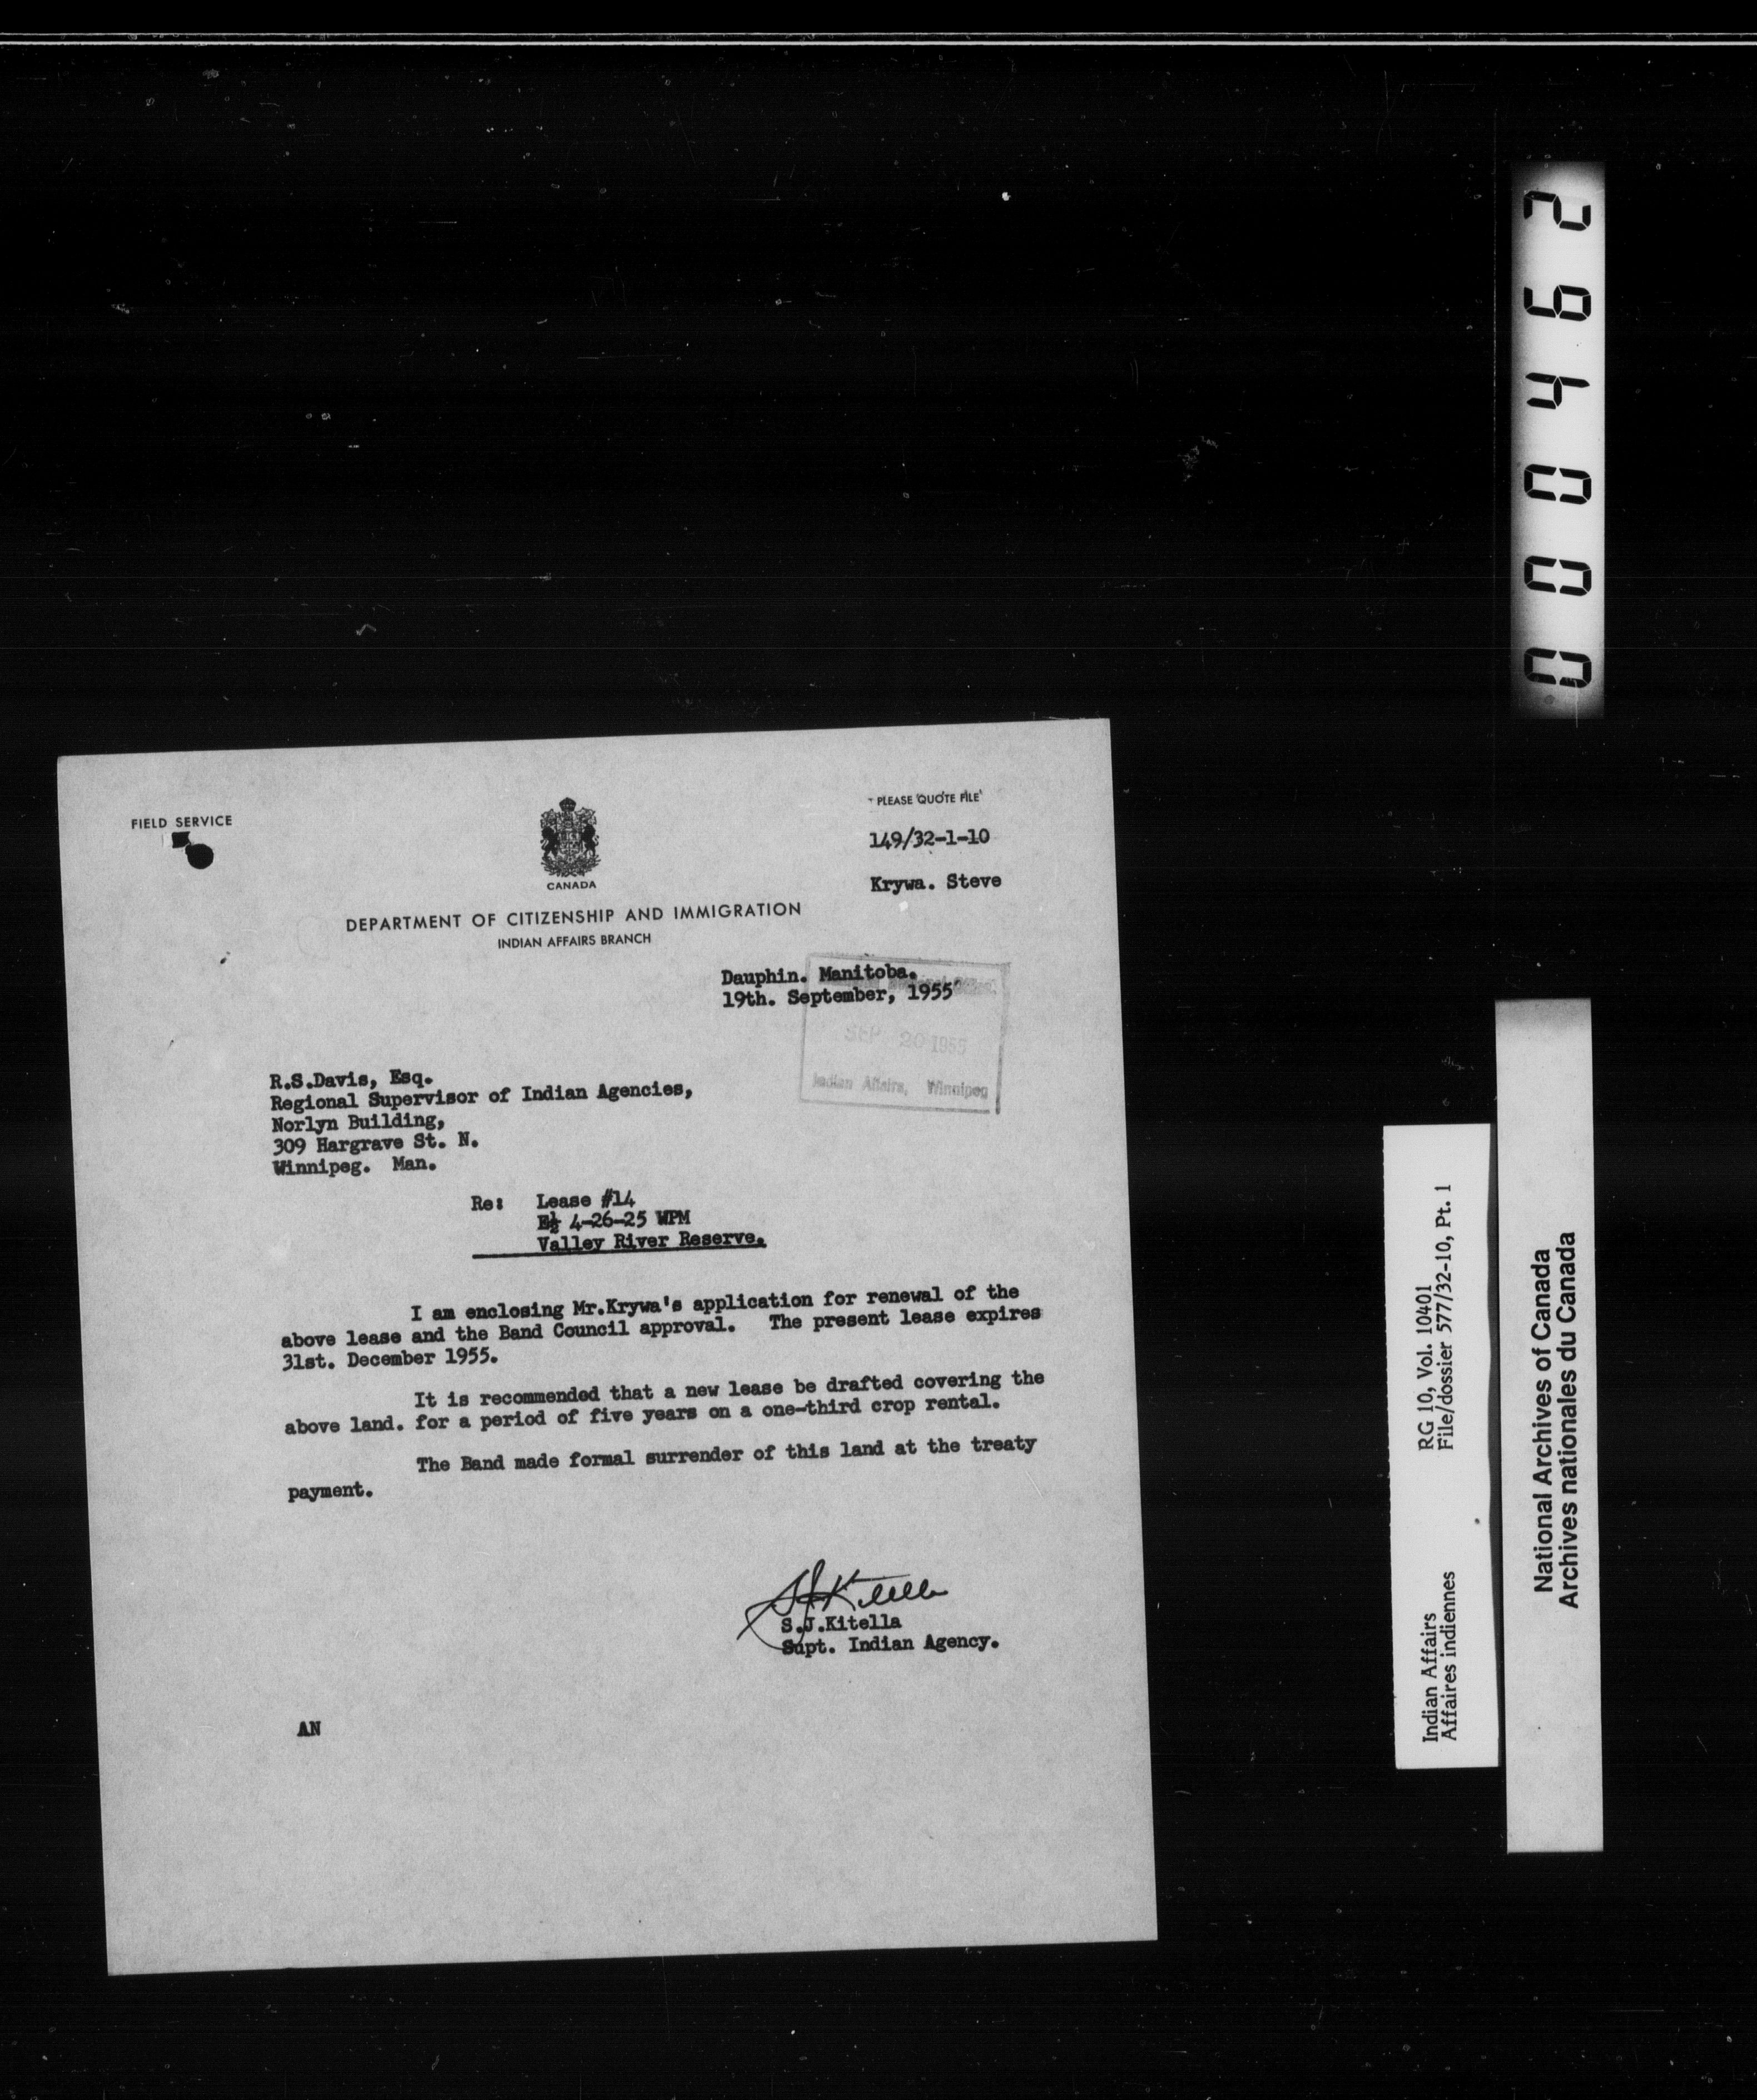 FIELD SERVICE
CANADA
PLEASE QUOTE FILE
149/32-1-10
Krywa. Steve
DEPARTMENT OF CITIZENSHIP AND IMMIGRATION
INDIAN AFFAIRS BRANCH
Dauphin. Manitoba.
19th. September, 1955
SEP 20 1955
Indian Affairs, Winnipeg
R.S.Davis, Esq.
Regional Supervisor of Indian Agencies,
Norlyn Building,
309 Hargrave St. N.
Winnipeg. Man.
Re: Lease #14
E½ 4-26-25 WPM
Valley River Reserve.
I am enclosing Mr.Krywa's application for renewal of the
above lease and the Band Council approval. The present lease expires
31st. December 1955.
It is recommended that a new lease be drafted covering the
above land. for a period of five years on a one-third crop rental.
The Band made formal surrender of this land at the treaty
payment.
S J Kitella
S.J.Kitella
Supt. Indian Agency.
AN
000462
Indian Affairs RG 10, Vol. 10401
Affaires indiennes File/dossier 577/32-10, Pt. 1
National Archives of Canada
Archives nationales du Canada